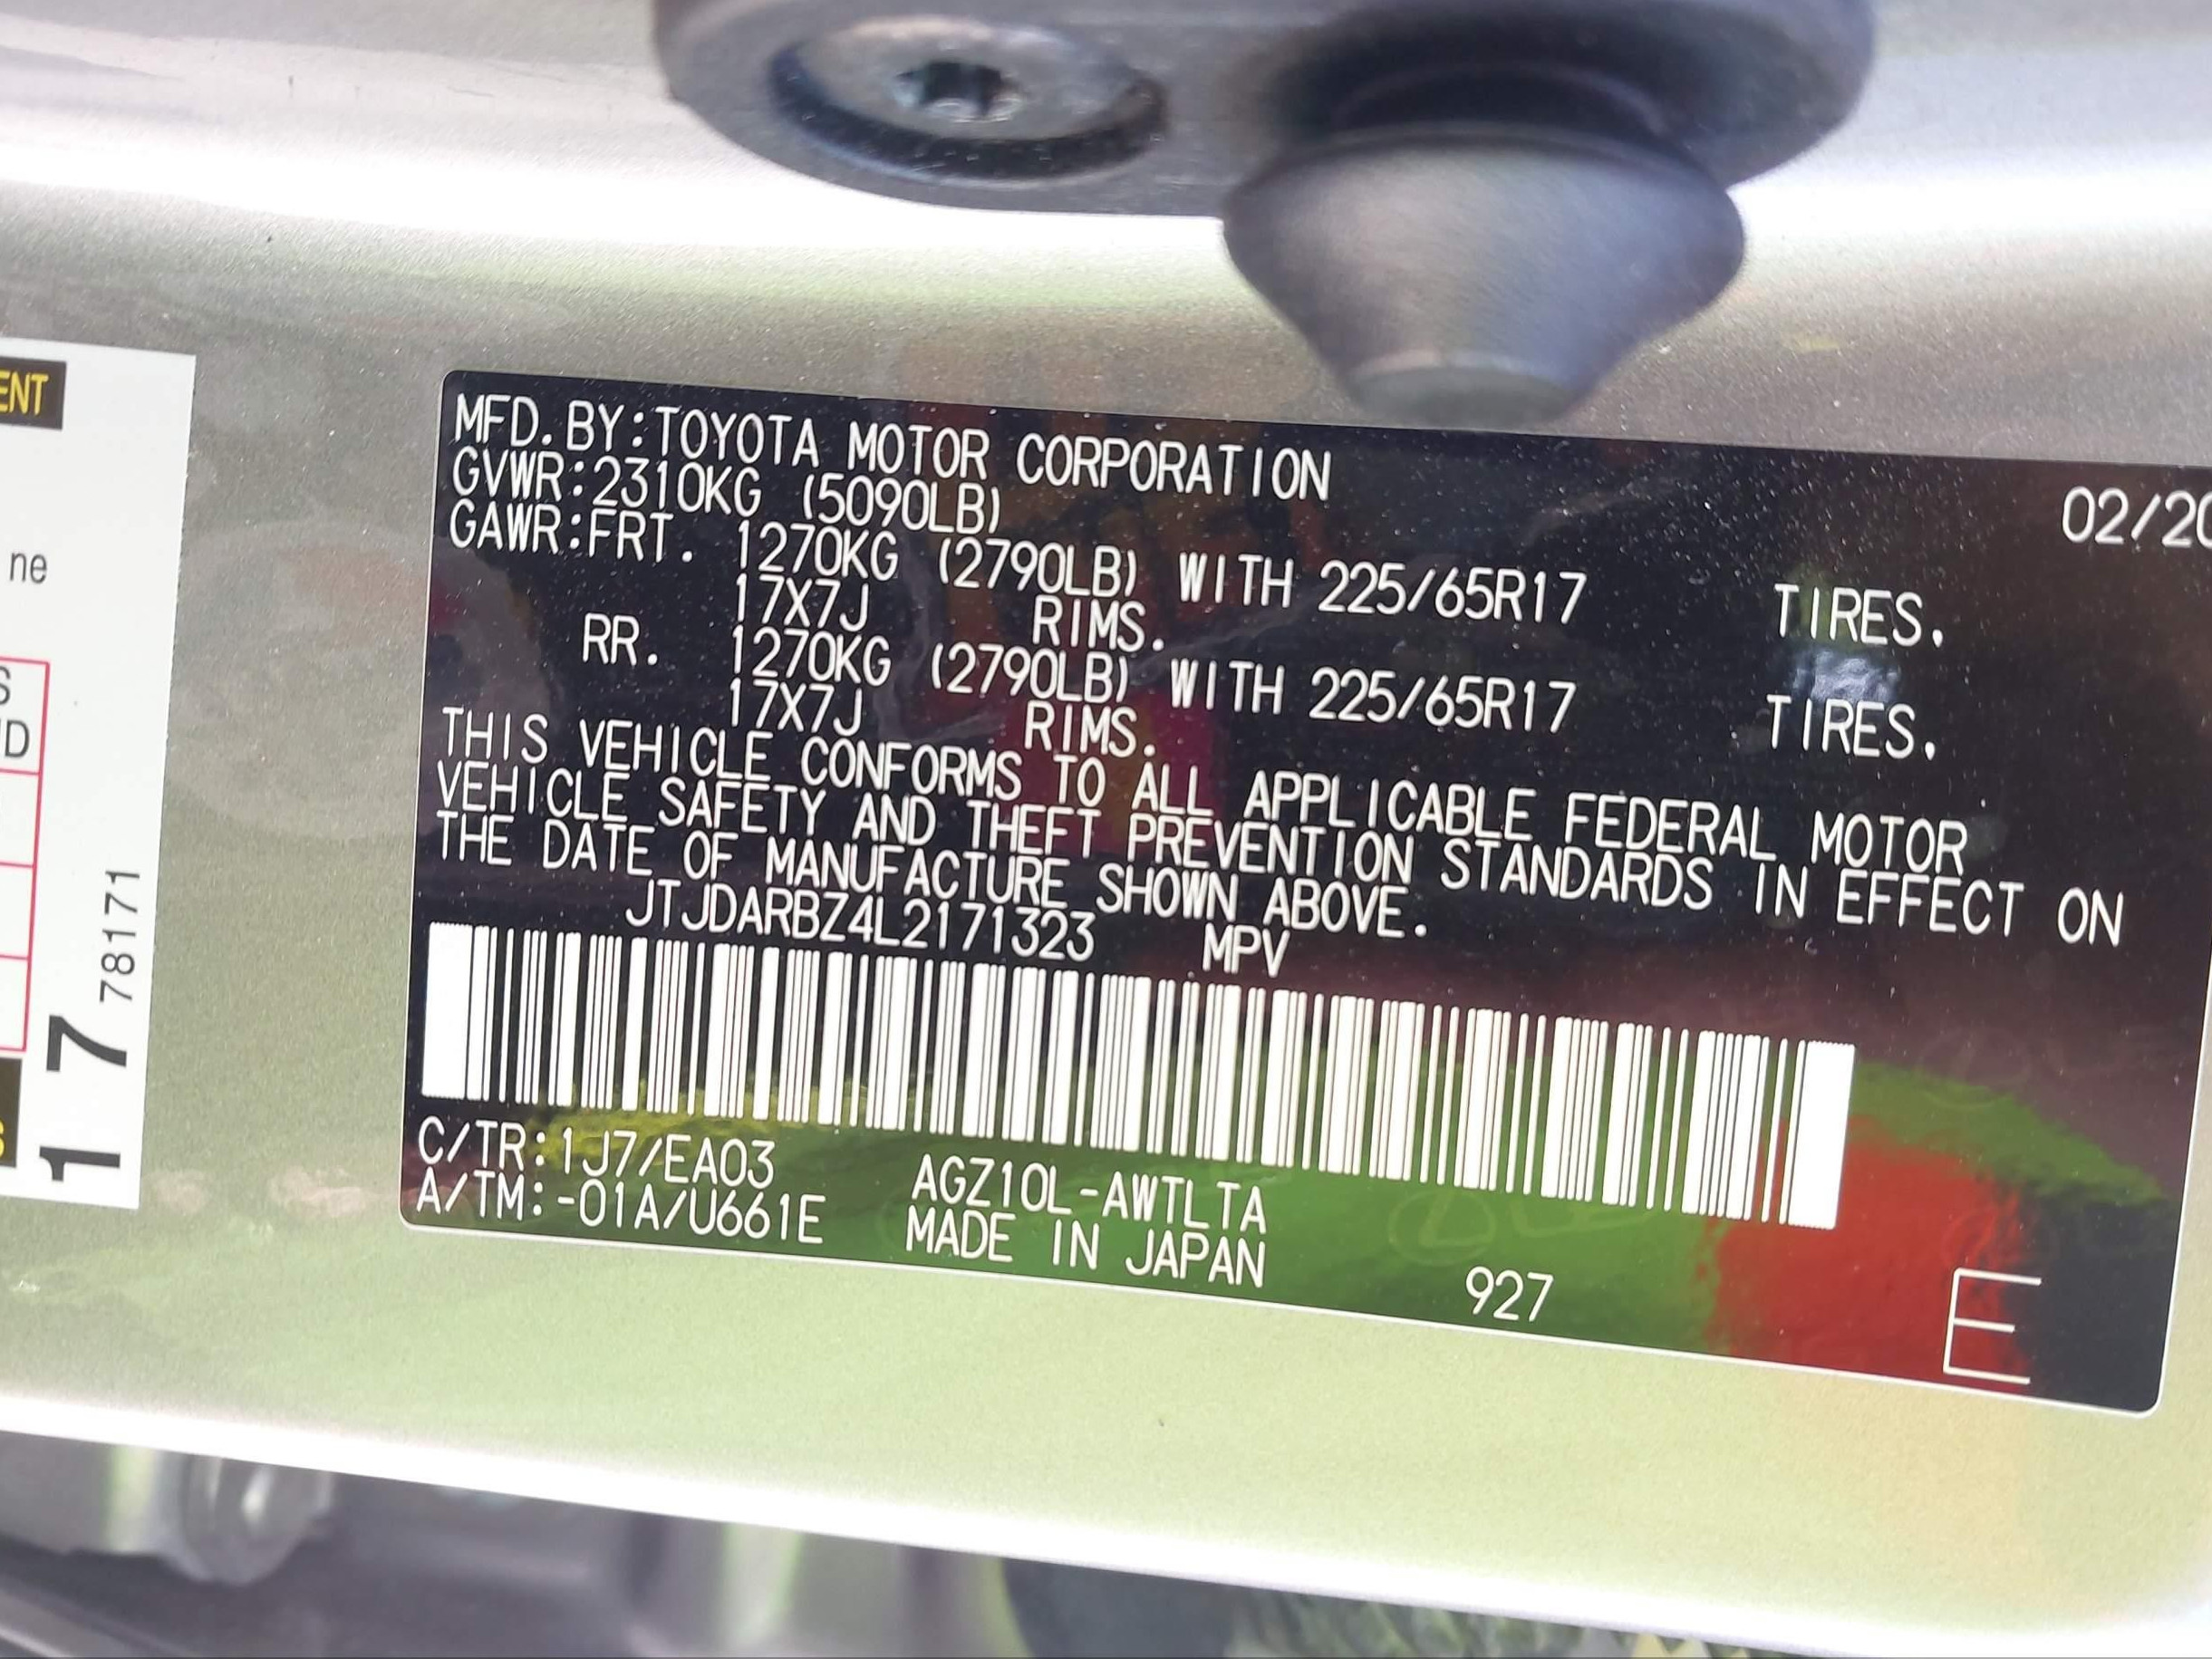 MFD.BY:TOYOTA MOTOR CORPORATION 02/20
GVWR:2310KG (5090LB)
GAWR:FRT. 1270KG (2790LB) WITH 225/65R17 TIRES.
17X7J RIMS.
RR. 1270KG (2790LB) WITH 225/65R17 TIRES.
17X7J RIMS.
THIS VEHICLE CONFORMS TO ALL APPLICABLE FEDERAL MOTOR
VEHICLE SAFETY AND THEFT PREVENTION STANDARDS IN EFFECT ON
THE DATE OF MANUFACTURE SHOWN ABOVE.
JTJDARBZ4L2171323 MPV
C/TR:1J7/EA03 AGZ10L-AWTLTA
A/TM:-01A/U661E MADE IN JAPAN
927
E
ENT
ne
S
D
17 78171
S